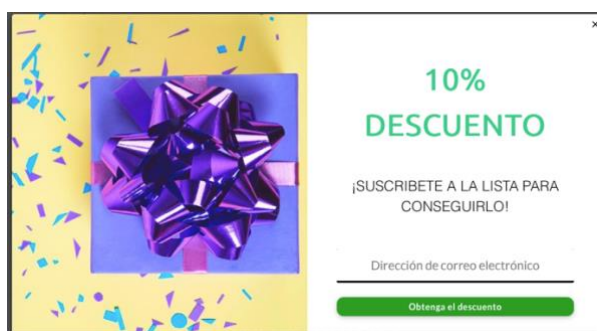 ×
10%
DESCUENTO
¡SUSCRIBETE A LA LISTA PARA
CONSEGUIRLO!
Dirección de correo electrónico
Obtenga el descuento